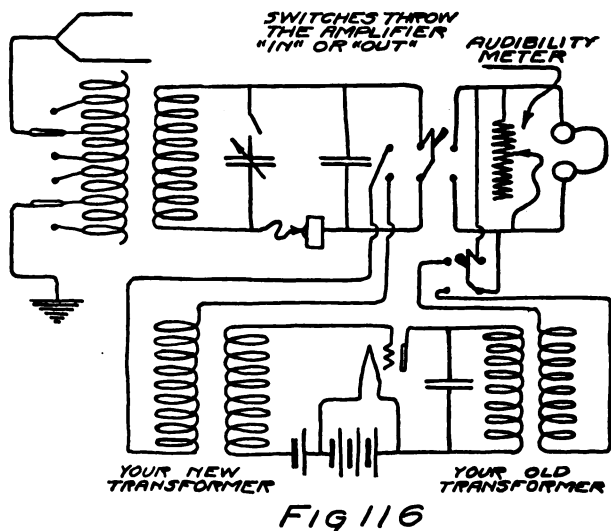 SWITCHES THROW
THE AMPLIFIER
"IN" OR "OUT"
AUDIBILITY
METER
YOUR NEW
TRANSFORMER
YOUR OLD
TRANSFORMER
FIG 116